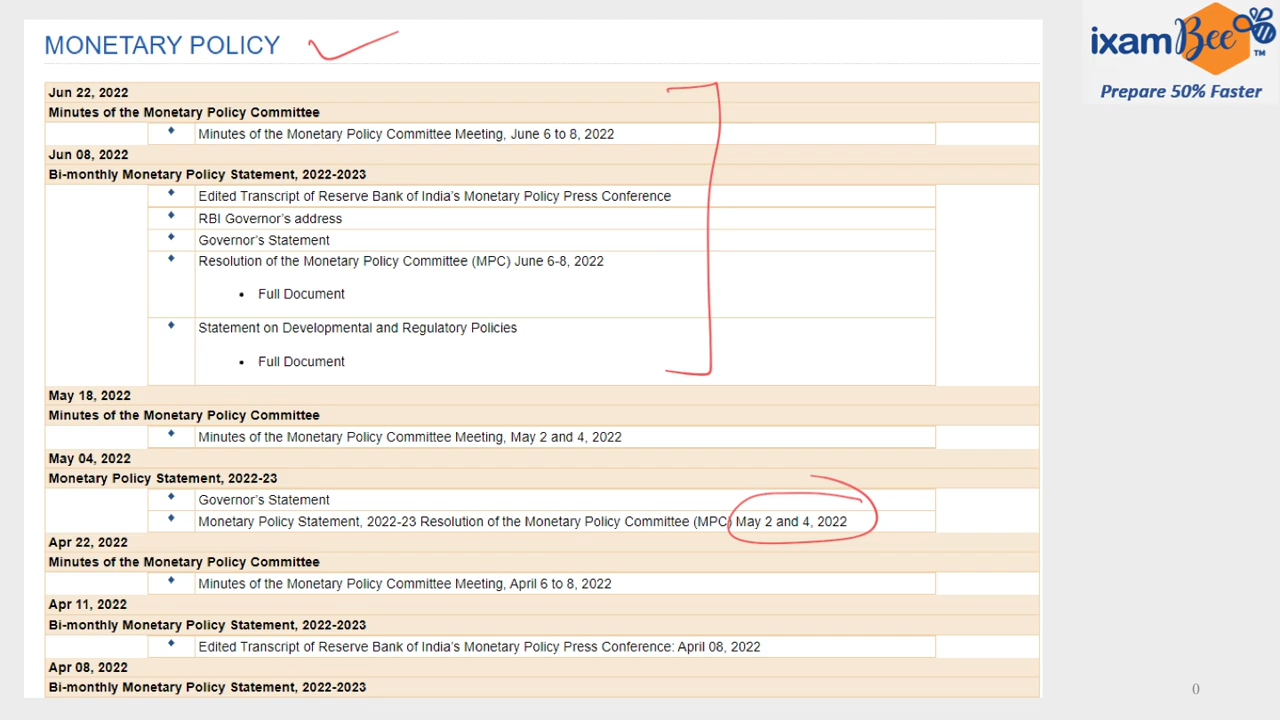 MONETARY POLICY
ixamBee™
Prepare 50% Faster
Jun 22, 2022
Minutes of the Monetary Policy Committee
Minutes of the Monetary Policy Committee Meeting, June 6 to 8, 2022
Jun 08, 2022
Bi-monthly Monetary Policy Statement, 2022-2023
Edited Transcript of Reserve Bank of India's Monetary Policy Press Conference
RBI Governor's address
Governor's Statement
Resolution of the Monetary Policy Committee (MPC) June 6-8, 2022
• Full Document
Statement on Developmental and Regulatory Policies
• Full Document
May 18, 2022
Minutes of the Monetary Policy Committee
Minutes of the Monetary Policy Committee Meeting, May 2 and 4, 2022
May 04, 2022
Monetary Policy Statement, 2022-23
Governor's Statement
Monetary Policy Statement, 2022-23 Resolution of the Monetary Policy Committee (MPC) May 2 and 4, 2022
Apr 22, 2022
Minutes of the Monetary Policy Committee
Minutes of the Monetary Policy Committee Meeting, April 6 to 8, 2022
Apr 11, 2022
Bi-monthly Monetary Policy Statement, 2022-2023
Edited Transcript of Reserve Bank of India's Monetary Policy Press Conference: April 08, 2022
Apr 08, 2022
Bi-monthly Monetary Policy Statement, 2022-2023
0